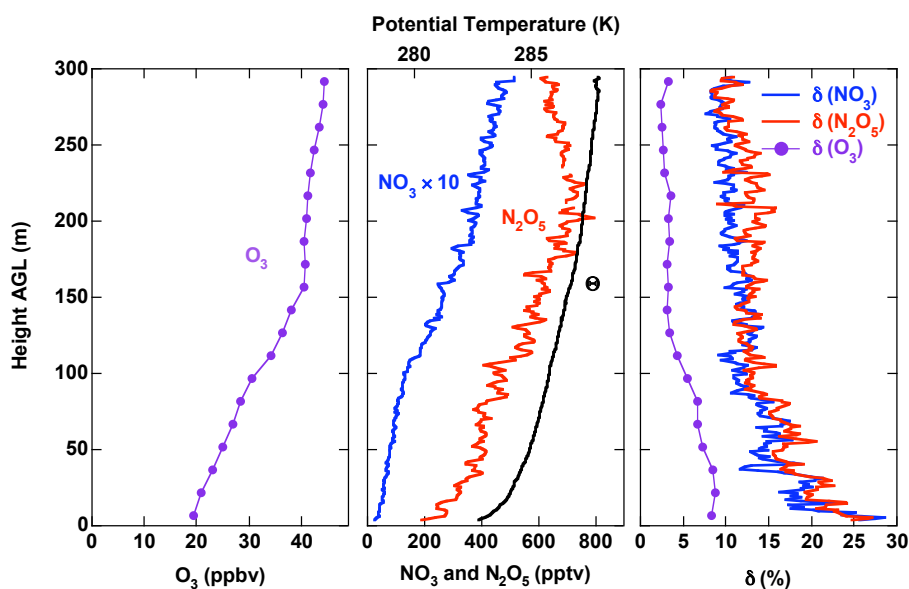 Potential Temperature (K)
280 285
300
250
200
150
100
50
0
Height AGL (m)
O3
0 10 20 30 40
O3 (ppbv)
NO3 × 10
N2O5
Θ
0 200 400 600 800
NO3 and N2O5 (pptv)
δ (NO3)
δ (N2O5)
δ (O3)
0 5 10 15 20 25 30
δ (%)